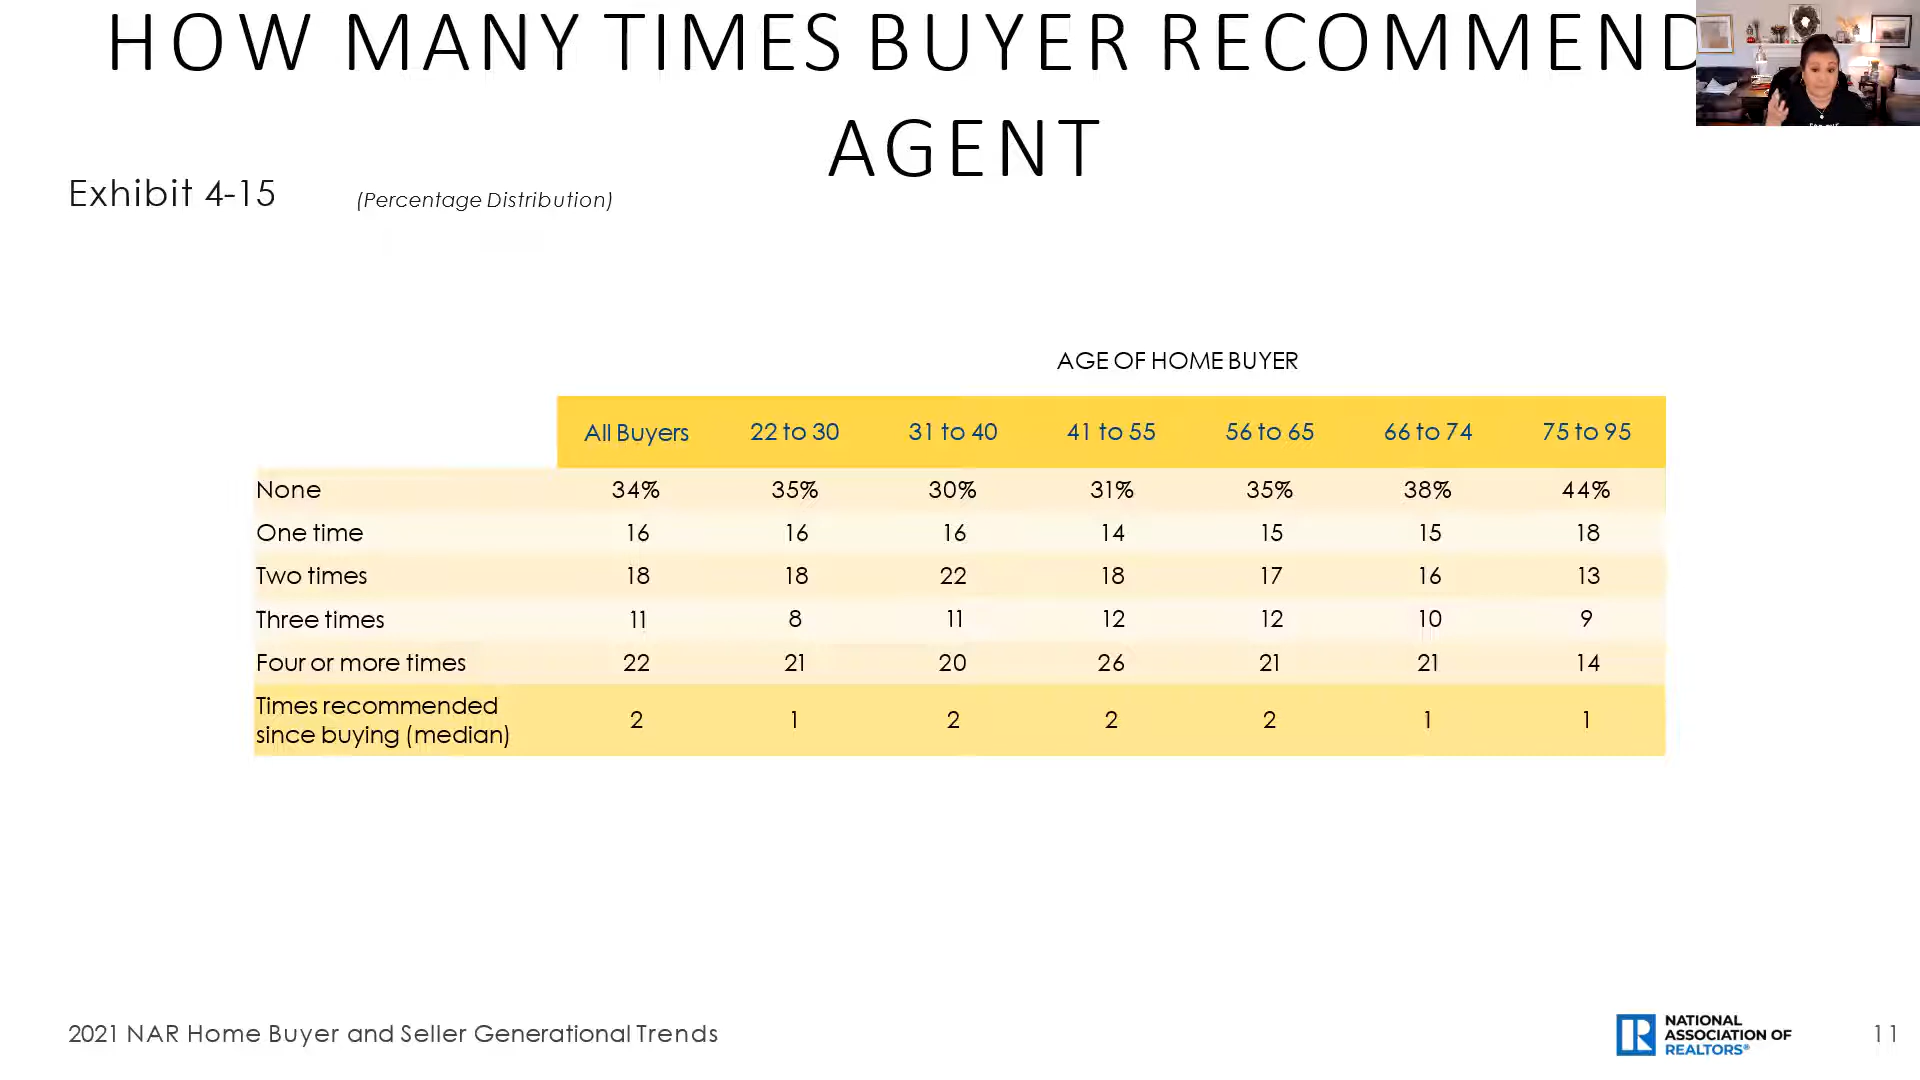 HOW MANY TIMES BUYER RECOMMEND
AGENT
Exhibit 4-15 (Percentage Distribution)
AGE OF HOME BUYER
All Buyers 22 to 30 31 to 40 41 to 55 56 to 65 66 to 74 75 to 95
None 34% 35% 30% 31% 35% 38% 44%
One time 16 16 16 14 15 15 18
Two times 18 18 22 18 17 16 13
Three times 11 8 11 12 12 10 9
Four or more times 22 21 20 26 21 21 14
Times recommended
since buying (median) 2 1 2 2 2 1 1
2021 NAR Home Buyer and Seller Generational Trends
NATIONAL
ASSOCIATION OF
REALTORS®
11